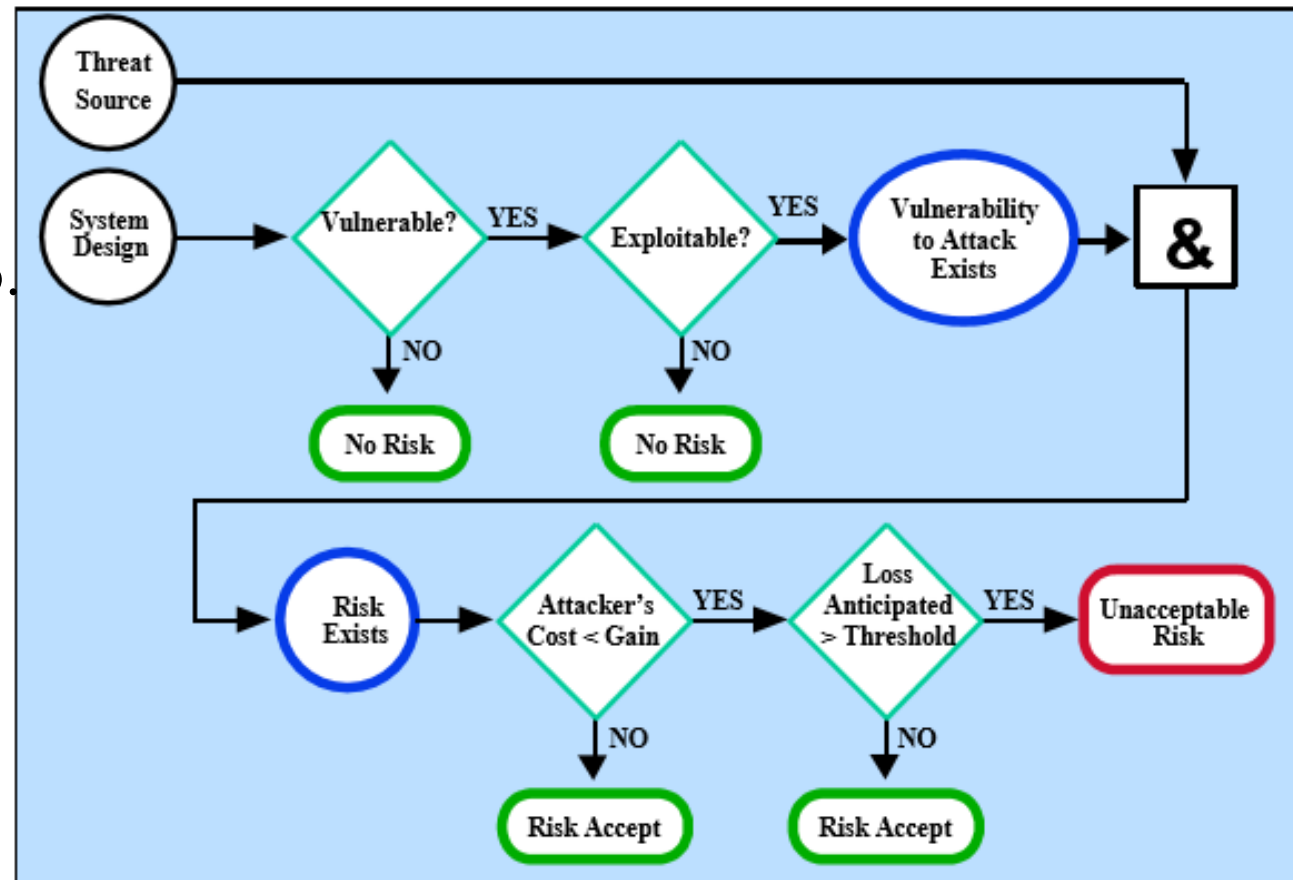 Threat
Source
System
Design
Vulnerable?
YES
Exploitable?
YES
Vulnerability
to Attack
Exists
&
NO
NO
No Risk
No Risk
Risk
Exists
Attacker's
Cost < Gain
YES
Loss
Anticipated
> Threshold
YES
Unacceptable
Risk
NO
NO
Risk Accept
Risk Accept